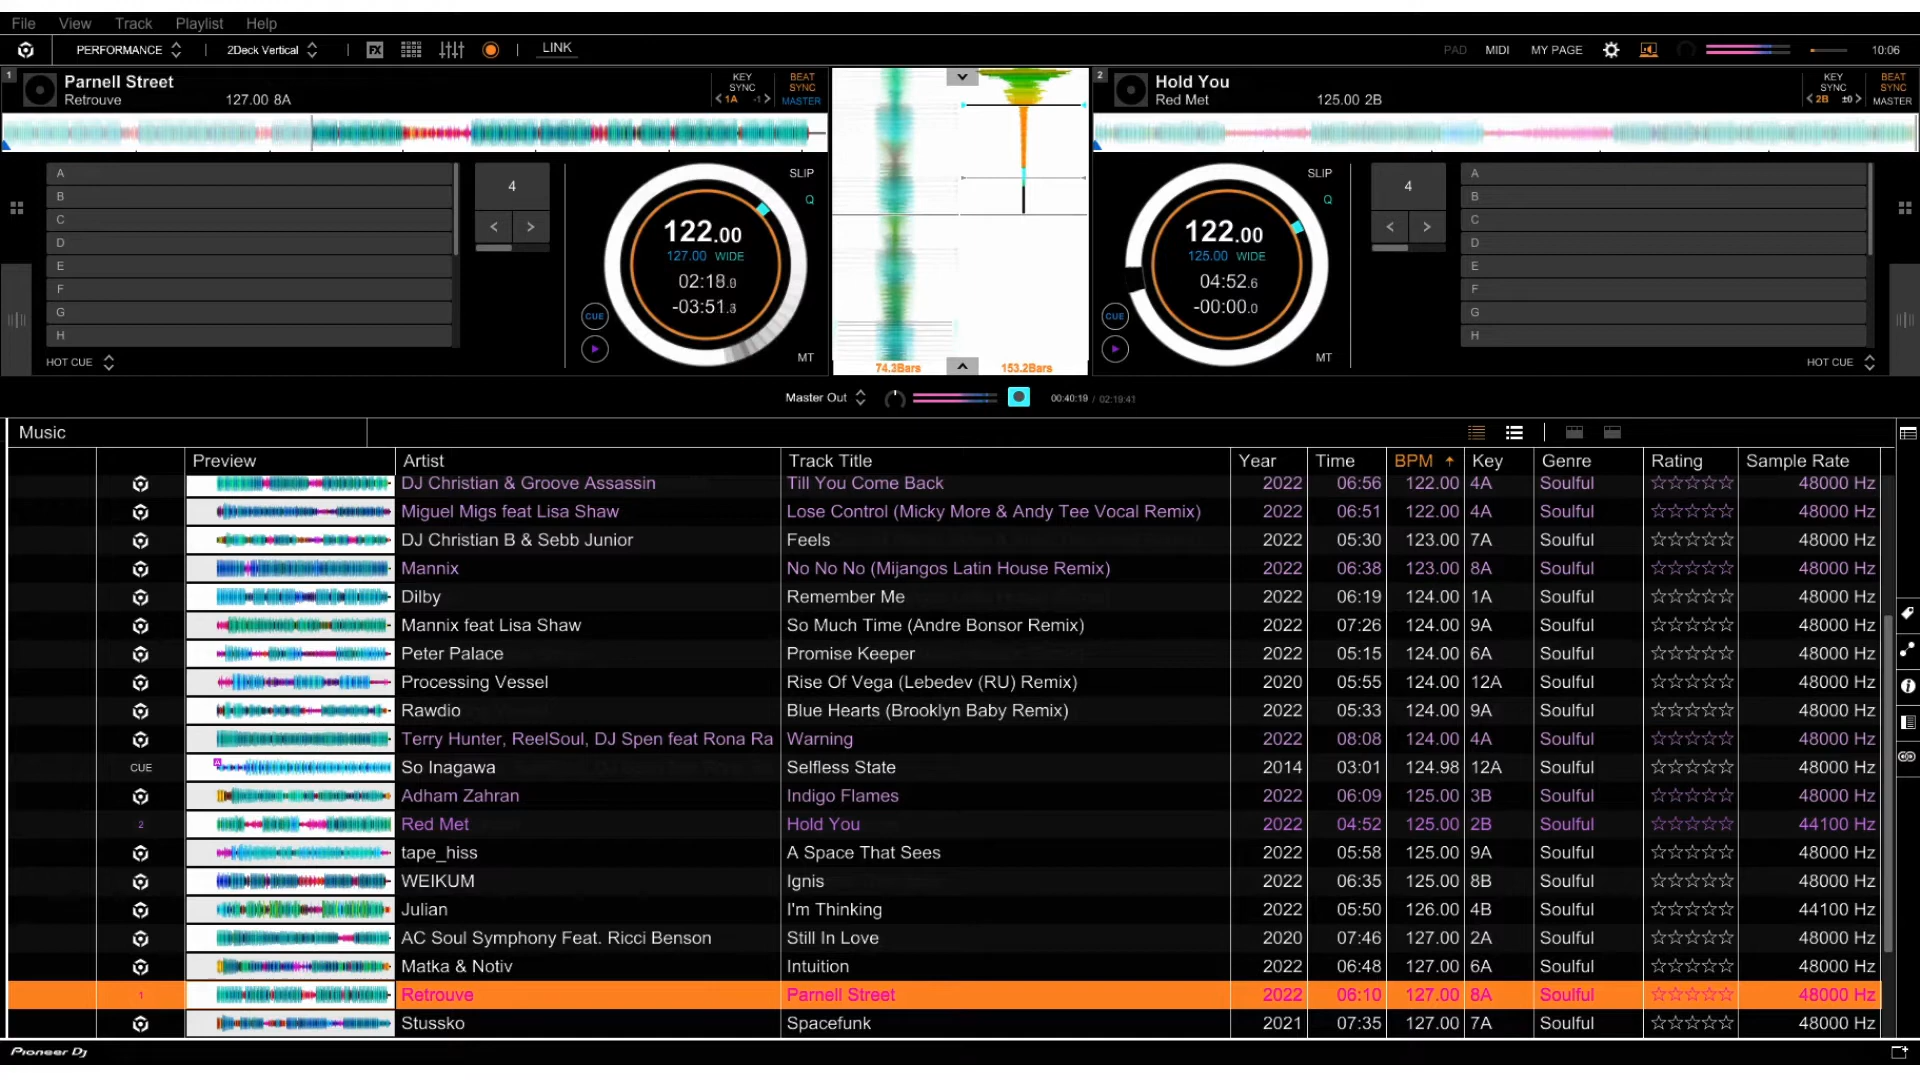 File View Track Playlist Help
PERFORMANCE 2Deck Vertical FX LINK PAD MIDI MY PAGE 10:06
1 Parnell Street
Retrouve 127.00 8A
KEY SYNC
< 1A -1 >
BEAT SYNC
MASTER
2 Hold You
Red Met 125.00 2B
KEY SYNC
< 2B ±0 >
BEAT SYNC
MASTER
A
B
C
D
E
F
G
H
HOT CUE
4
< >
SLIP
Q
122.00
127.00 WIDE
02:18.0
-03:51.3
CUE
MT
74.3Bars 153.2Bars
SLIP
Q
122.00
125.00 WIDE
04:52.6
-00:00.0
CUE
MT
4
< >
A
B
C
D
E
F
G
H
HOT CUE
Master Out 00:40:19 / 02:19:41
Music
Preview Artist Track Title Year Time BPM Key Genre Rating Sample Rate
DJ Christian & Groove Assassin Till You Come Back 2022 06:56 122.00 4A Soulful 48000 Hz
Miguel Migs feat Lisa Shaw Lose Control (Micky More & Andy Tee Vocal Remix) 2022 06:51 122.00 4A Soulful 48000 Hz
DJ Christian B & Sebb Junior Feels 2022 05:30 123.00 7A Soulful 48000 Hz
Mannix No No No (Mijangos Latin House Remix) 2022 06:38 123.00 8A Soulful 48000 Hz
Dilby Remember Me 2022 06:19 124.00 1A Soulful 48000 Hz
Mannix feat Lisa Shaw So Much Time (Andre Bonsor Remix) 2022 07:26 124.00 9A Soulful 48000 Hz
Peter Palace Promise Keeper 2022 05:15 124.00 6A Soulful 48000 Hz
Processing Vessel Rise Of Vega (Lebedev (RU) Remix) 2020 05:55 124.00 12A Soulful 48000 Hz
Rawdio Blue Hearts (Brooklyn Baby Remix) 2022 05:33 124.00 9A Soulful 48000 Hz
Terry Hunter, ReelSoul, DJ Spen feat Rona Ra Warning 2022 08:08 124.00 4A Soulful 48000 Hz
CUE So Inagawa Selfless State 2014 03:01 124.98 12A Soulful 48000 Hz
Adham Zahran Indigo Flames 2022 06:09 125.00 3B Soulful 48000 Hz
2 Red Met Hold You 2022 04:52 125.00 2B Soulful 44100 Hz
tape_hiss A Space That Sees 2022 05:58 125.00 9A Soulful 48000 Hz
WEIKUM Ignis 2022 06:35 125.00 8B Soulful 48000 Hz
Julian I'm Thinking 2022 05:50 126.00 4B Soulful 44100 Hz
AC Soul Symphony Feat. Ricci Benson Still In Love 2020 07:46 127.00 2A Soulful 48000 Hz
Matka & Notiv Intuition 2022 06:48 127.00 6A Soulful 48000 Hz
1 Retrouve Parnell Street 2022 06:10 127.00 8A Soulful 48000 Hz
Stussko Spacefunk 2021 07:35 127.00 7A Soulful 48000 Hz
Pioneer Dj